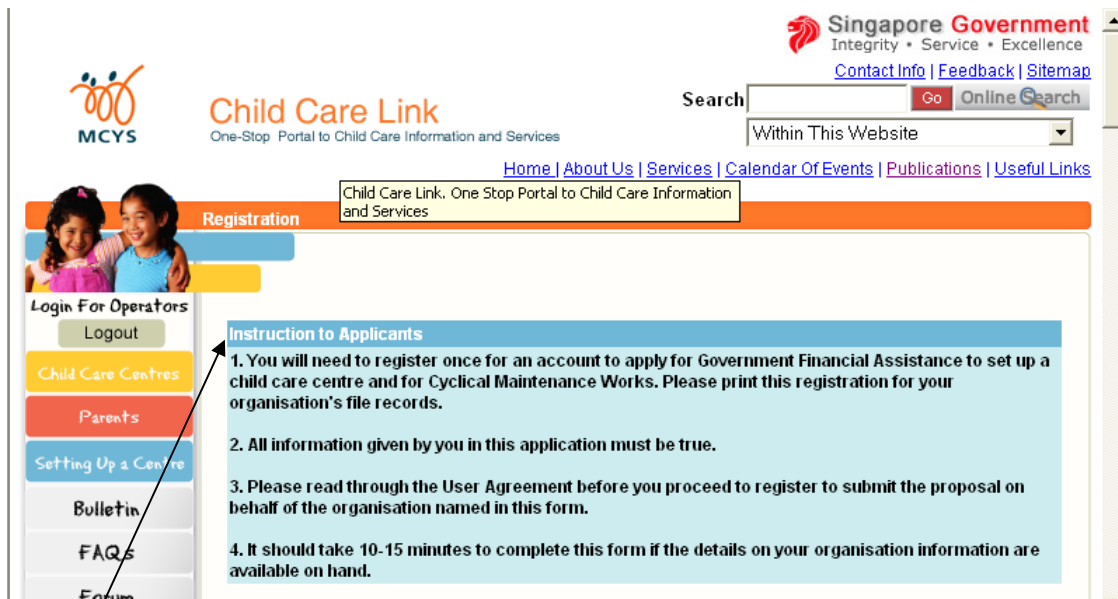 Singapore Government
Integrity • Service • Excellence
Contact Info | Feedback | Sitemap
MCYS
Child Care Link
One-Stop Portal to Child Care Information and Services
Search
Go
Online Search
Within This Website
Home | About Us | Services | Calendar Of Events | Publications | Useful Links
Child Care Link. One Stop Portal to Child Care Information
and Services
Registration
Login For Operators
Logout
Child Care Centres
Parents
Setting Up a Centre
Bulletin
FAQs
Forum
Instruction to Applicants
1. You will need to register once for an account to apply for Government Financial Assistance to set up a
child care centre and for Cyclical Maintenance Works. Please print this registration for your
organisation's file records.
2. All information given by you in this application must be true.
3. Please read through the User Agreement before you proceed to register to submit the proposal on
behalf of the organisation named in this form.
4. It should take 10-15 minutes to complete this form if the details on your organisation information are
available on hand.